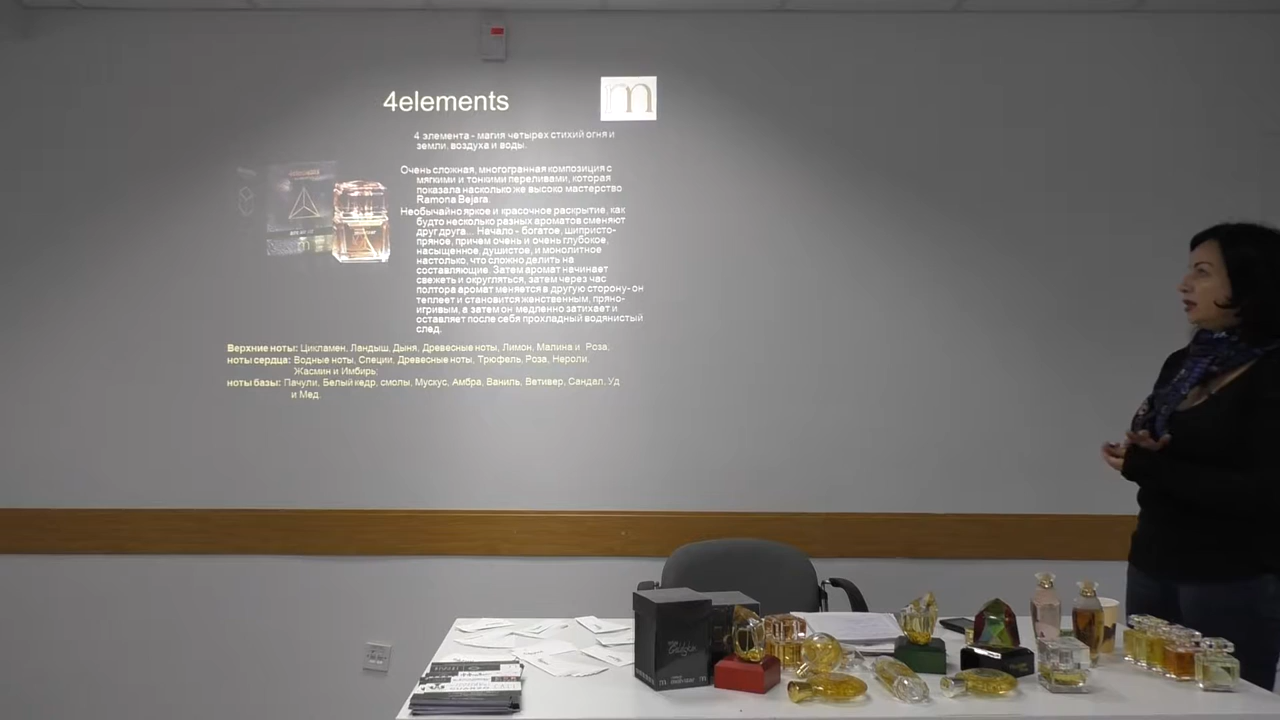 4elements
m
4 элемента - магия четырех стихий огня и
земли, воздуха и воды.
Очень сложная, многогранная композиция с
мягкими и тонкими переливами, которая
показала насколько же высоко мастерство
Ramona Bejara.
Необычайно яркое и красочное раскрытие, как
будто несколько разных ароматов сменяют
друг друга... Начало - богатое, шипристо-
пряное, причем очень и очень глубокое,
насыщенное, душистое, и монолитное
настолько, что сложно делить на
составляющие. Затем аромат начинает
свежеть и округляться, затем через час
полтора аромат меняется в другую сторону- он
теплеет и становится женственным, пряно-
игривым, а затем он медленно затихает и
оставляет после себя прохладный водянистый
след.
Верхние ноты: Цикламен, Ландыш, Дыня, Древесные ноты, Лимон, Малина и Роза;
ноты сердца: Водные ноты, Специи, Древесные ноты, Трюфель, Роза, Нероли,
Жасмин и Имбирь;
ноты базы: Пачули, Белый кедр, смолы, Мускус, Амбра, Ваниль, Ветивер, Сандал, Уд
и Мед.